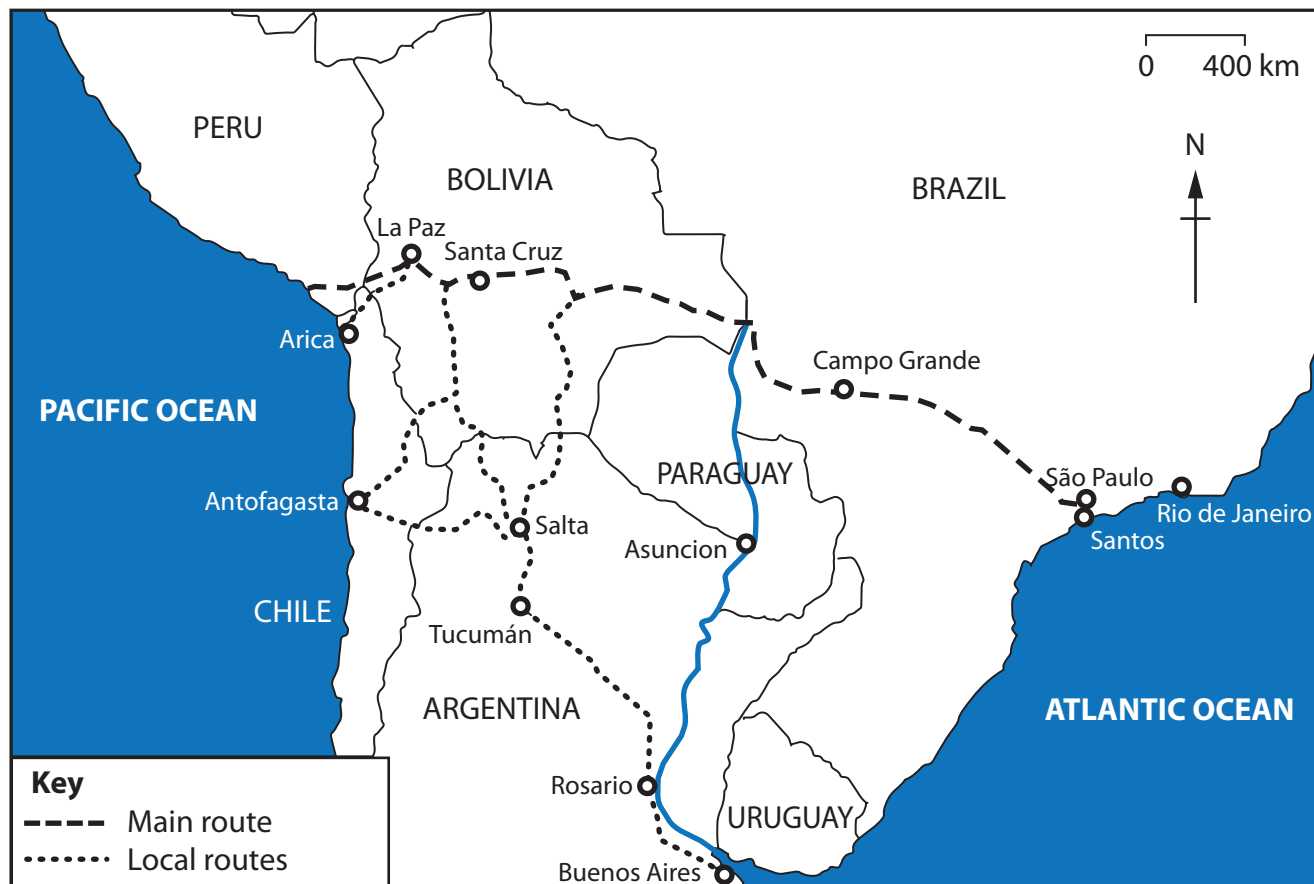 0 400 km
N
PERU
BOLIVIA
BRAZIL
La Paz
Santa Cruz
Arica
Campo Grande
PACIFIC OCEAN
PARAGUAY
São Paulo
Antofagasta
Salta
Rio de Janeiro
Santos
Asuncion
CHILE
Tucumán
ARGENTINA
ATLANTIC OCEAN
Rosario
URUGUAY
Buenos Aires
Key
Main route
Local routes